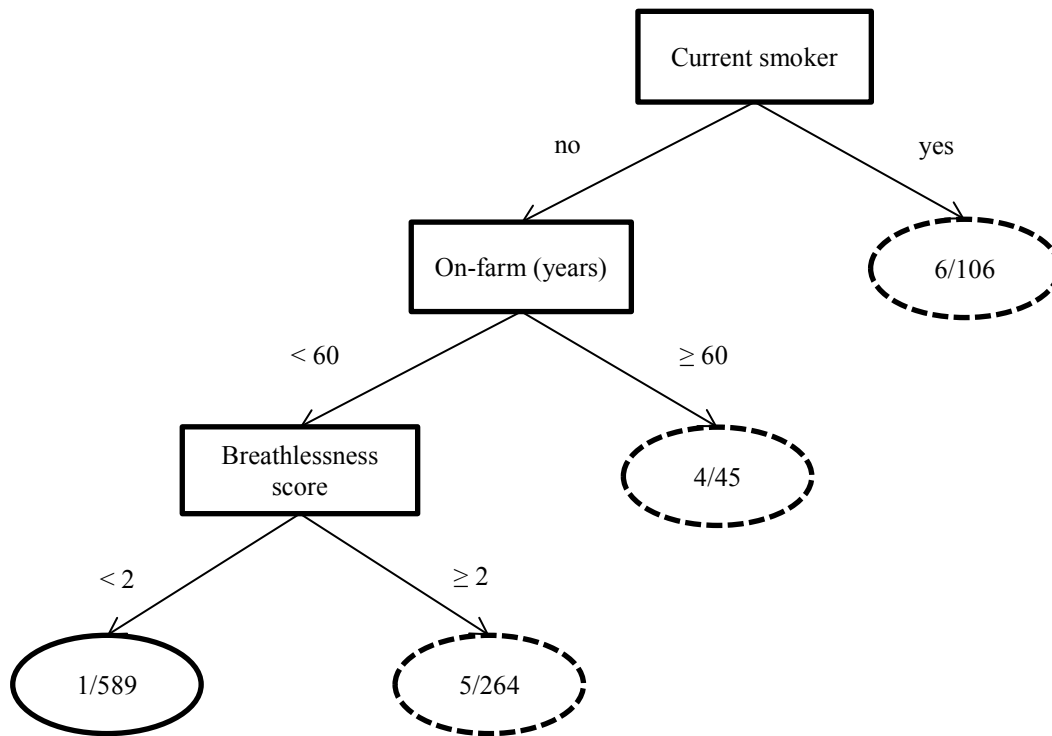 Current smoker
no
yes
On-farm (years)
6/106
< 60
≥ 60
Breathlessness
score
4/45
< 2
≥ 2
1/589
5/264